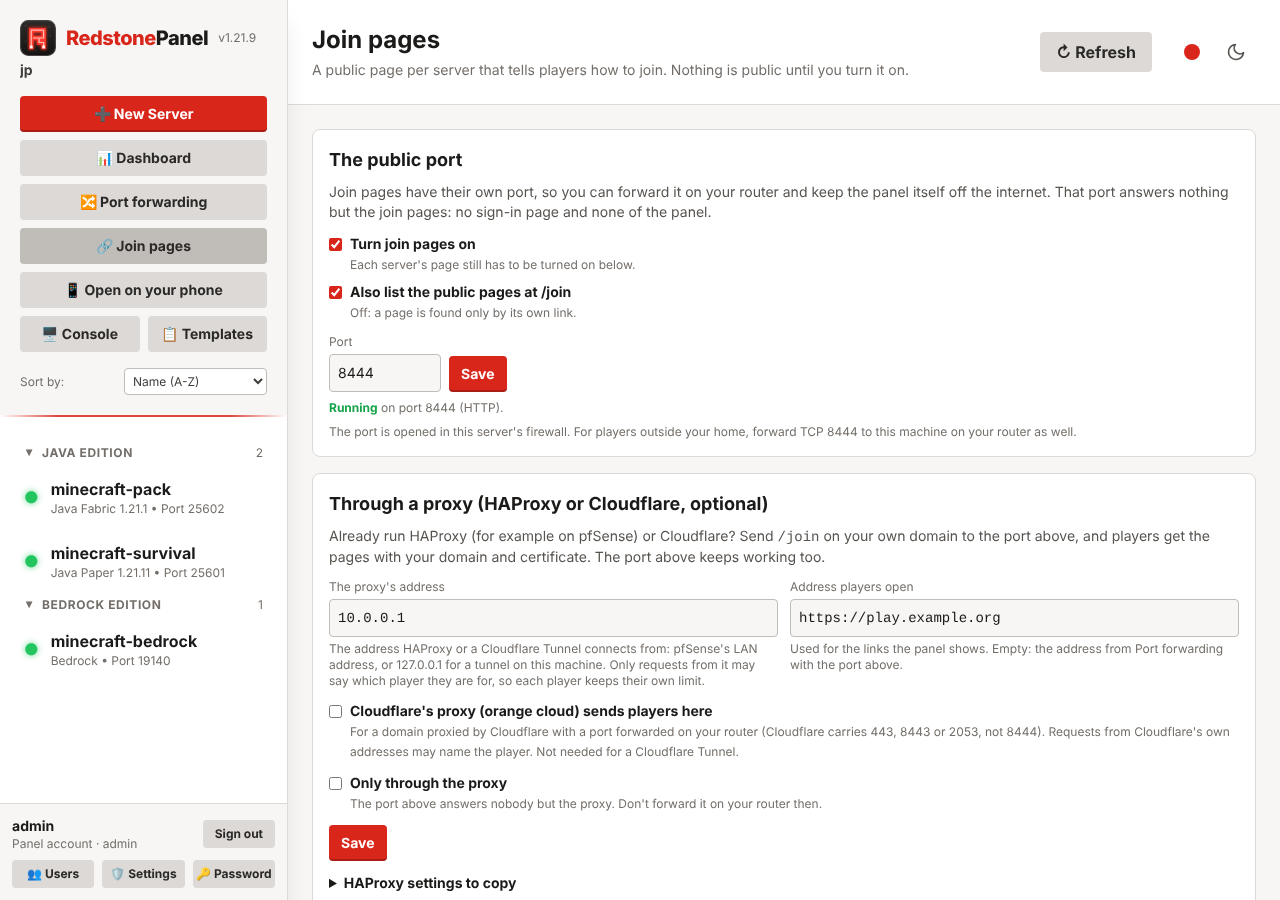 RedstonePanel v1.21.9
jp
➕ New Server
📊 Dashboard
🔀 Port forwarding
🔗 Join pages
📱 Open on your phone
🖥️ Console
📋 Templates
Sort by:
Name (A-Z)
▼ JAVA EDITION 2
minecraft-pack
Java Fabric 1.21.1 • Port 25602
minecraft-survival
Java Paper 1.21.11 • Port 25601
▼ BEDROCK EDITION 1
minecraft-bedrock
Bedrock • Port 19140
admin
Panel account · admin
Sign out
👥 Users
🛡️ Settings
🔑 Password
Join pages
A public page per server that tells players how to join. Nothing is public until you turn it on.
↻ Refresh
The public port
Join pages have their own port, so you can forward it on your router and keep the panel itself off the internet. That port answers nothing
but the join pages: no sign-in page and none of the panel.
Turn join pages on
Each server's page still has to be turned on below.
Also list the public pages at /join
Off: a page is found only by its own link.
Port
8444
Save
Running on port 8444 (HTTP).
The port is opened in this server's firewall. For players outside your home, forward TCP 8444 to this machine on your router as well.
Through a proxy (HAProxy or Cloudflare, optional)
Already run HAProxy (for example on pfSense) or Cloudflare? Send /join on your own domain to the port above, and players get the
pages with your domain and certificate. The port above keeps working too.
The proxy's address
10.0.0.1
The address HAProxy or a Cloudflare Tunnel connects from: pfSense's LAN
address, or 127.0.0.1 for a tunnel on this machine. Only requests from it may
say which player they are for, so each player keeps their own limit.
Address players open
https://play.example.org
Used for the links the panel shows. Empty: the address from Port forwarding
with the port above.
Cloudflare's proxy (orange cloud) sends players here
For a domain proxied by Cloudflare with a port forwarded on your router (Cloudflare carries 443, 8443 or 2053, not 8444). Requests from Cloudflare's own
addresses may name the player. Not needed for a Cloudflare Tunnel.
Only through the proxy
The port above answers nobody but the proxy. Don't forward it on your router then.
Save
▶ HAProxy settings to copy